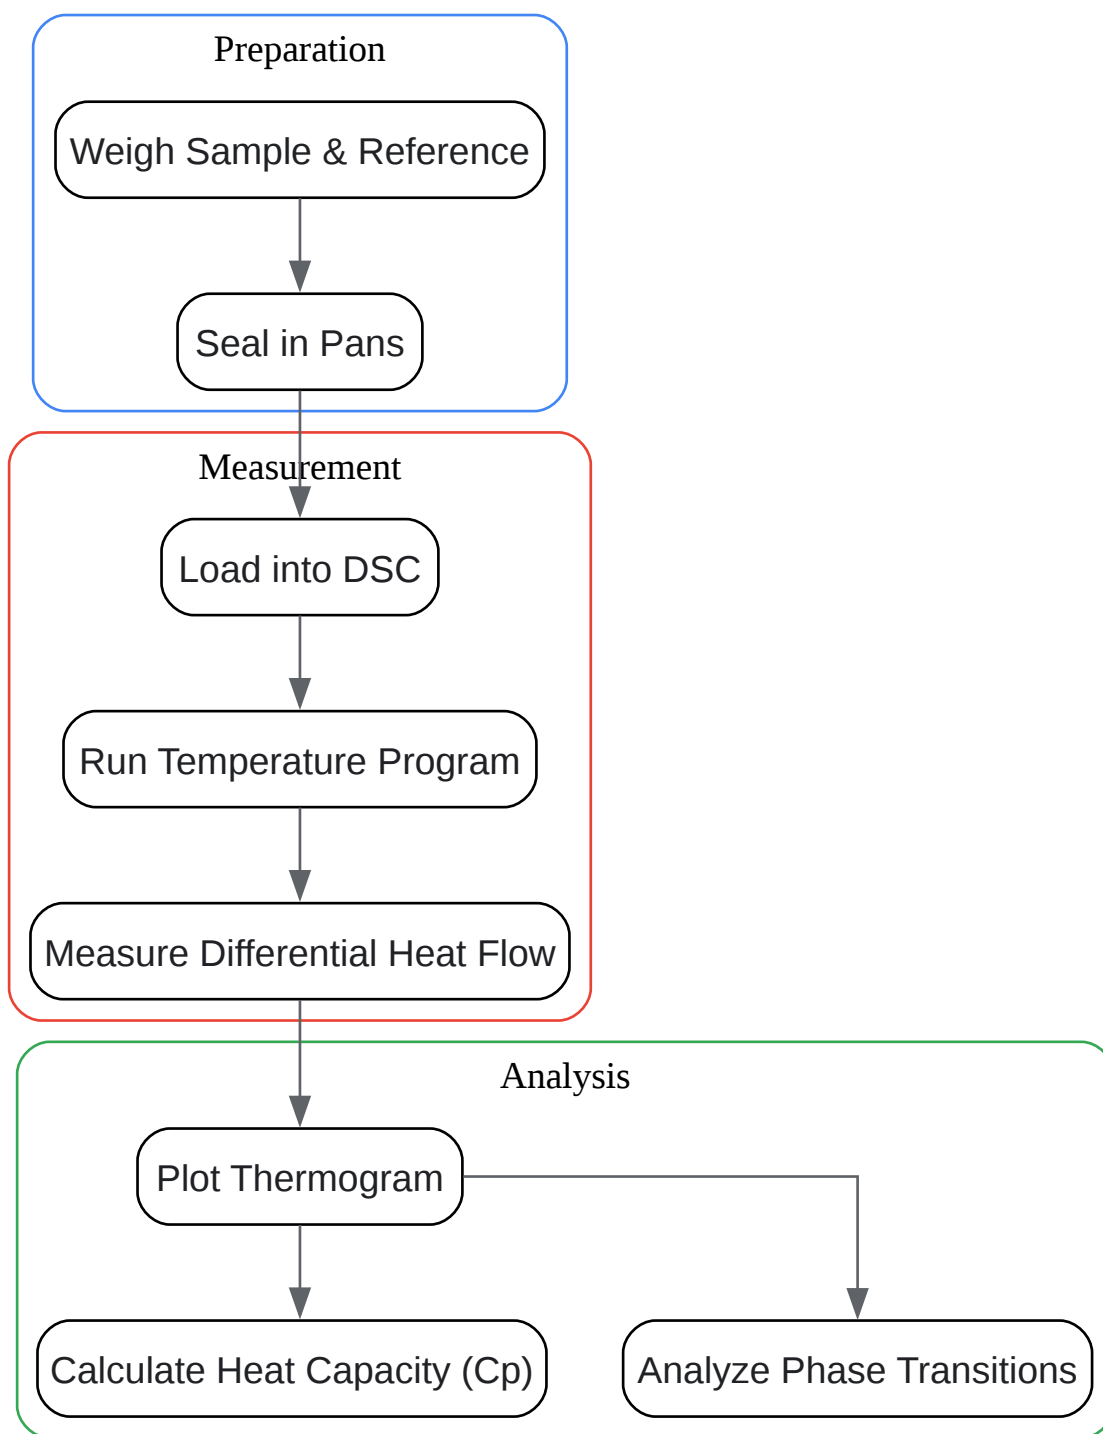 Preparation
Weigh Sample & Reference
Seal in Pans
Measurement
Load into DSC
Run Temperature Program
Measure Differential Heat Flow
Analysis
Plot Thermogram
Calculate Heat Capacity (Cp)
Analyze Phase Transitions